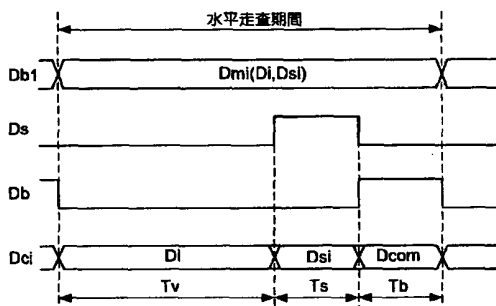 水平走査期間
Db1 Dmi(Di,Dsi)
Ds
Db
Dci Di Dsi Dcom
Tv Ts Tb